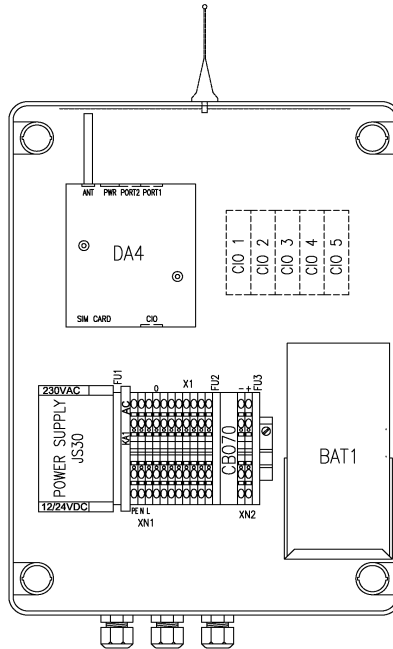 ANT PWR PORT2 PORT1
DA4
SIM CARD CIO
CIO 1
CIO 2
CIO 3
CIO 4
CIO 5
230VAC
POWER SUPPLY
JS30
12/24VDC
FU1
AC
KA1
0
X1
FU2
CBO70
- +
FU3
PE N L
XN1
XN2
BAT1